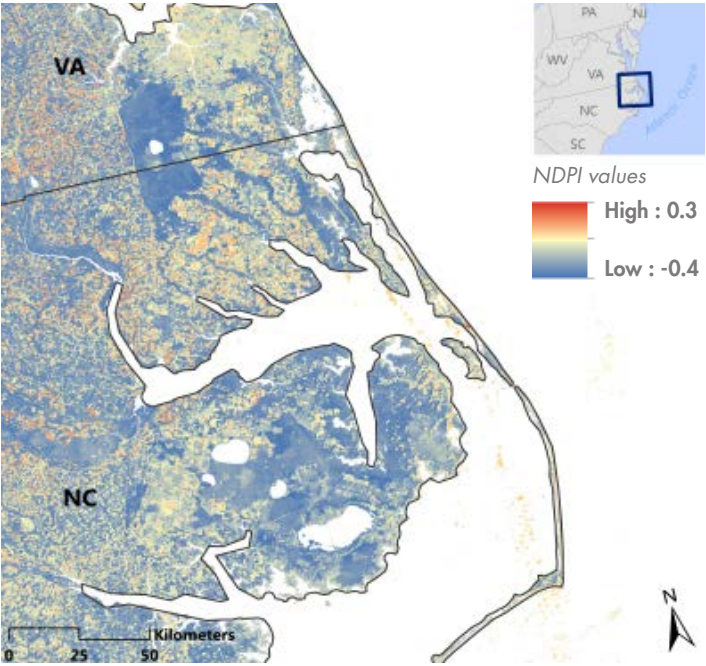 VA
NC
0 25 50
Kilometers
PA
NJ
WV
VA
NC
SC
Atlantic Ocean
NDPI values
High : 0.3
Low : -0.4
N